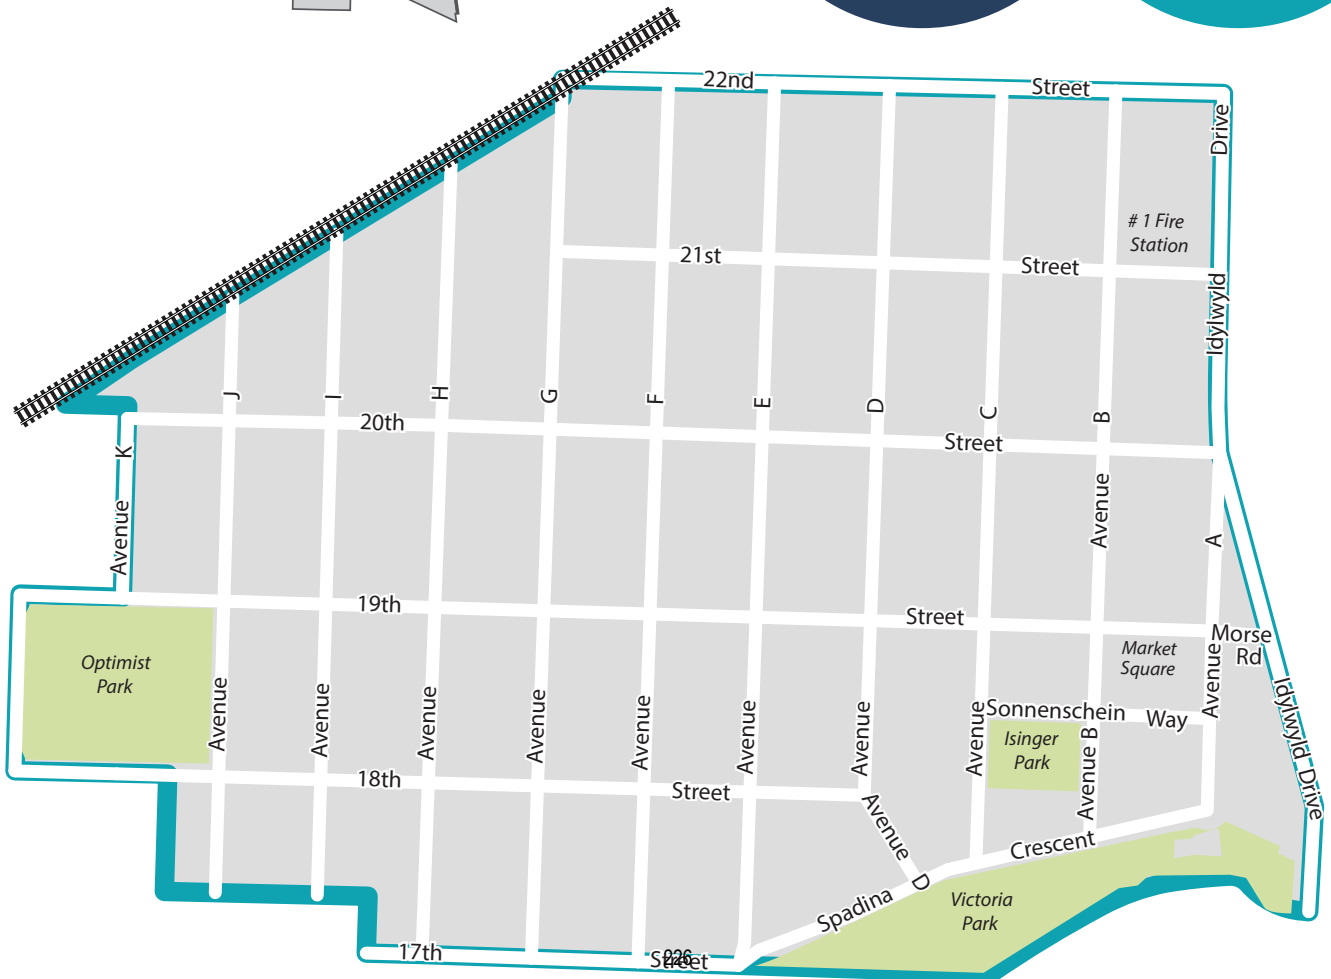 22nd
Street
Drive
# 1 Fire
Station
21st
Street
Idylwyld
J
I
H
G
F
E
D
C
B
20th
Street
K
Avenue
Avenue
A
19th
Street
Morse
Rd
Market
Square
Optimist
Park
Avenue
Avenue
Avenue
Avenue
Avenue
Avenue
Avenue
Avenue
Avenue
Sonnenschein
Way
Idylwyld
Drive
Isinger
Park
Avenue B
18th
Street
Avenue
D
Crescent
Spadina
Victoria
Park
17th
Street
226